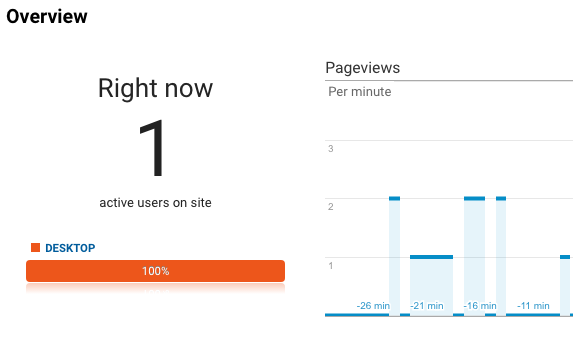 Overview
Right now
1
active users on site
DESKTOP
100%
Pageviews
Per minute
3
2
1
-26 min
-21 min
-16 min
-11 min